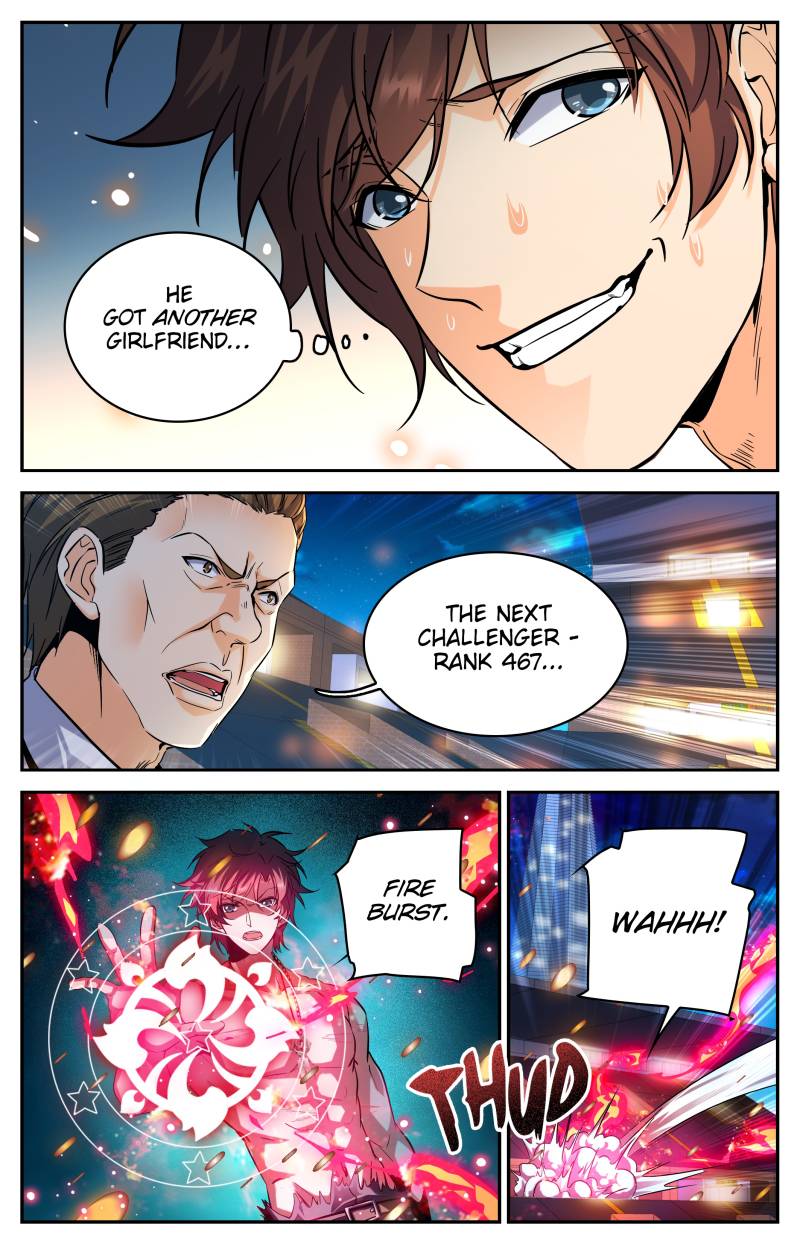 HE
GOT ANOTHER
GIRLFRIEND...
THE NEXT
CHALLENGER -
RANK 467...
FIRE
BURST.
WAHHH!
THUD